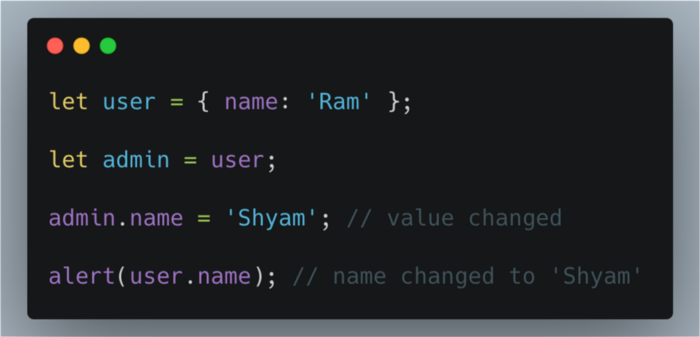 let user = { name: 'Ram' };
let admin = user;
admin.name = 'Shyam'; // value changed
alert(user.name); // name changed to 'Shyam'